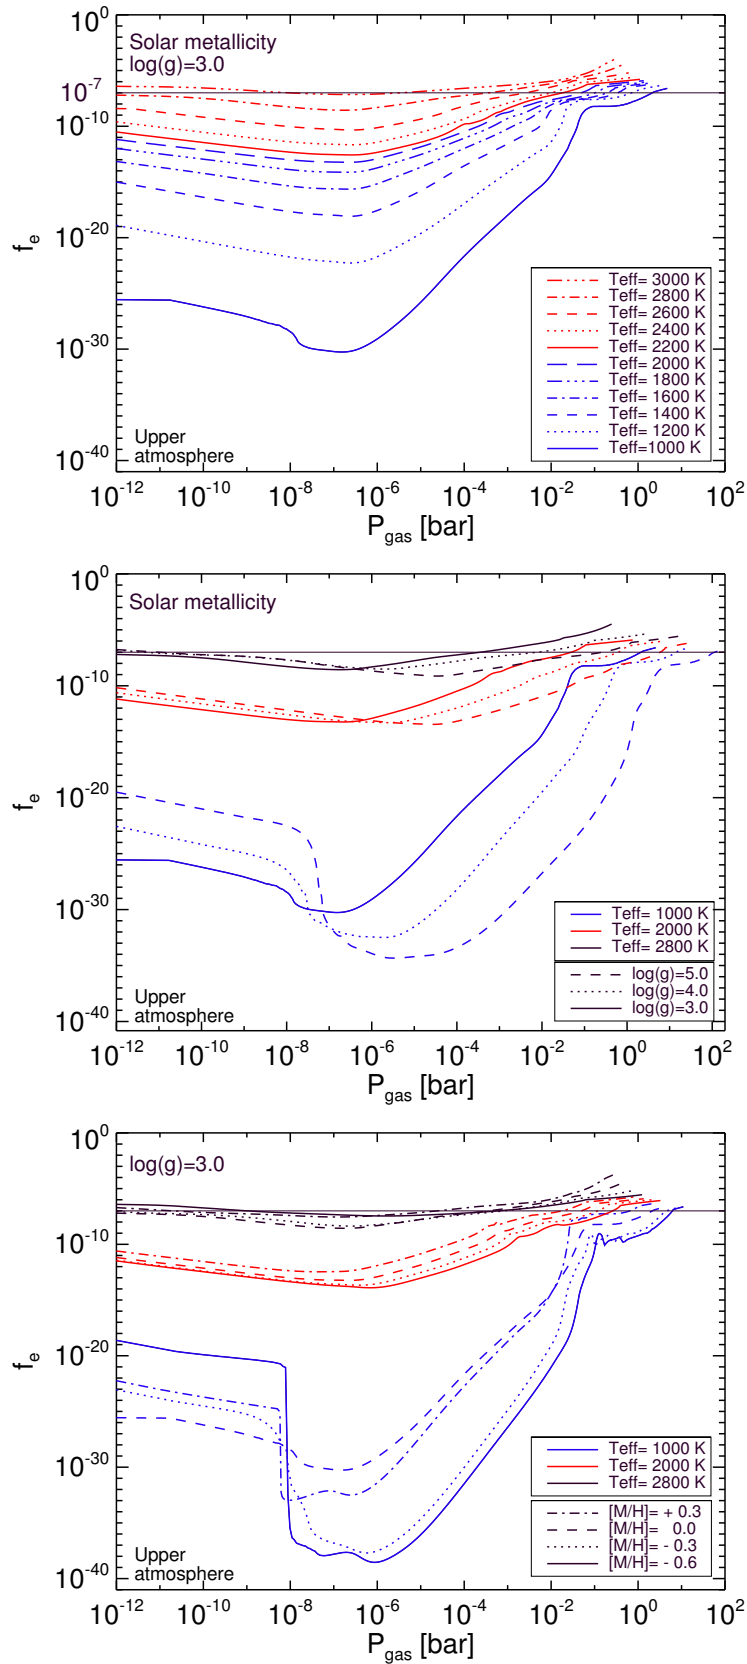 Solar metallicity
log(g)=3.0
10^0
10^-7
10^-10
10^-20
10^-30
10^-40
f_e
Teff= 3000 K
Teff= 2800 K
Teff= 2600 K
Teff= 2400 K
Teff= 2200 K
Teff= 2000 K
Teff= 1800 K
Teff= 1600 K
Teff= 1400 K
Teff= 1200 K
Teff=1000 K
Upper
atmosphere
10^-12 10^-10 10^-8 10^-6 10^-4 10^-2 10^0 10^2
P_gas [bar]
Solar metallicity
10^0
10^-10
10^-20
10^-30
10^-40
f_e
Teff= 1000 K
Teff= 2000 K
Teff= 2800 K
log(g)=5.0
log(g)=4.0
log(g)=3.0
Upper
atmosphere
10^-12 10^-10 10^-8 10^-6 10^-4 10^-2 10^0 10^2
P_gas [bar]
log(g)=3.0
10^0
10^-10
10^-20
10^-30
10^-40
f_e
Teff= 1000 K
Teff= 2000 K
Teff= 2800 K
[M/H]= + 0.3
[M/H]= 0.0
[M/H]= - 0.3
[M/H]= - 0.6
Upper
atmosphere
10^-12 10^-10 10^-8 10^-6 10^-4 10^-2 10^0 10^2
P_gas [bar]